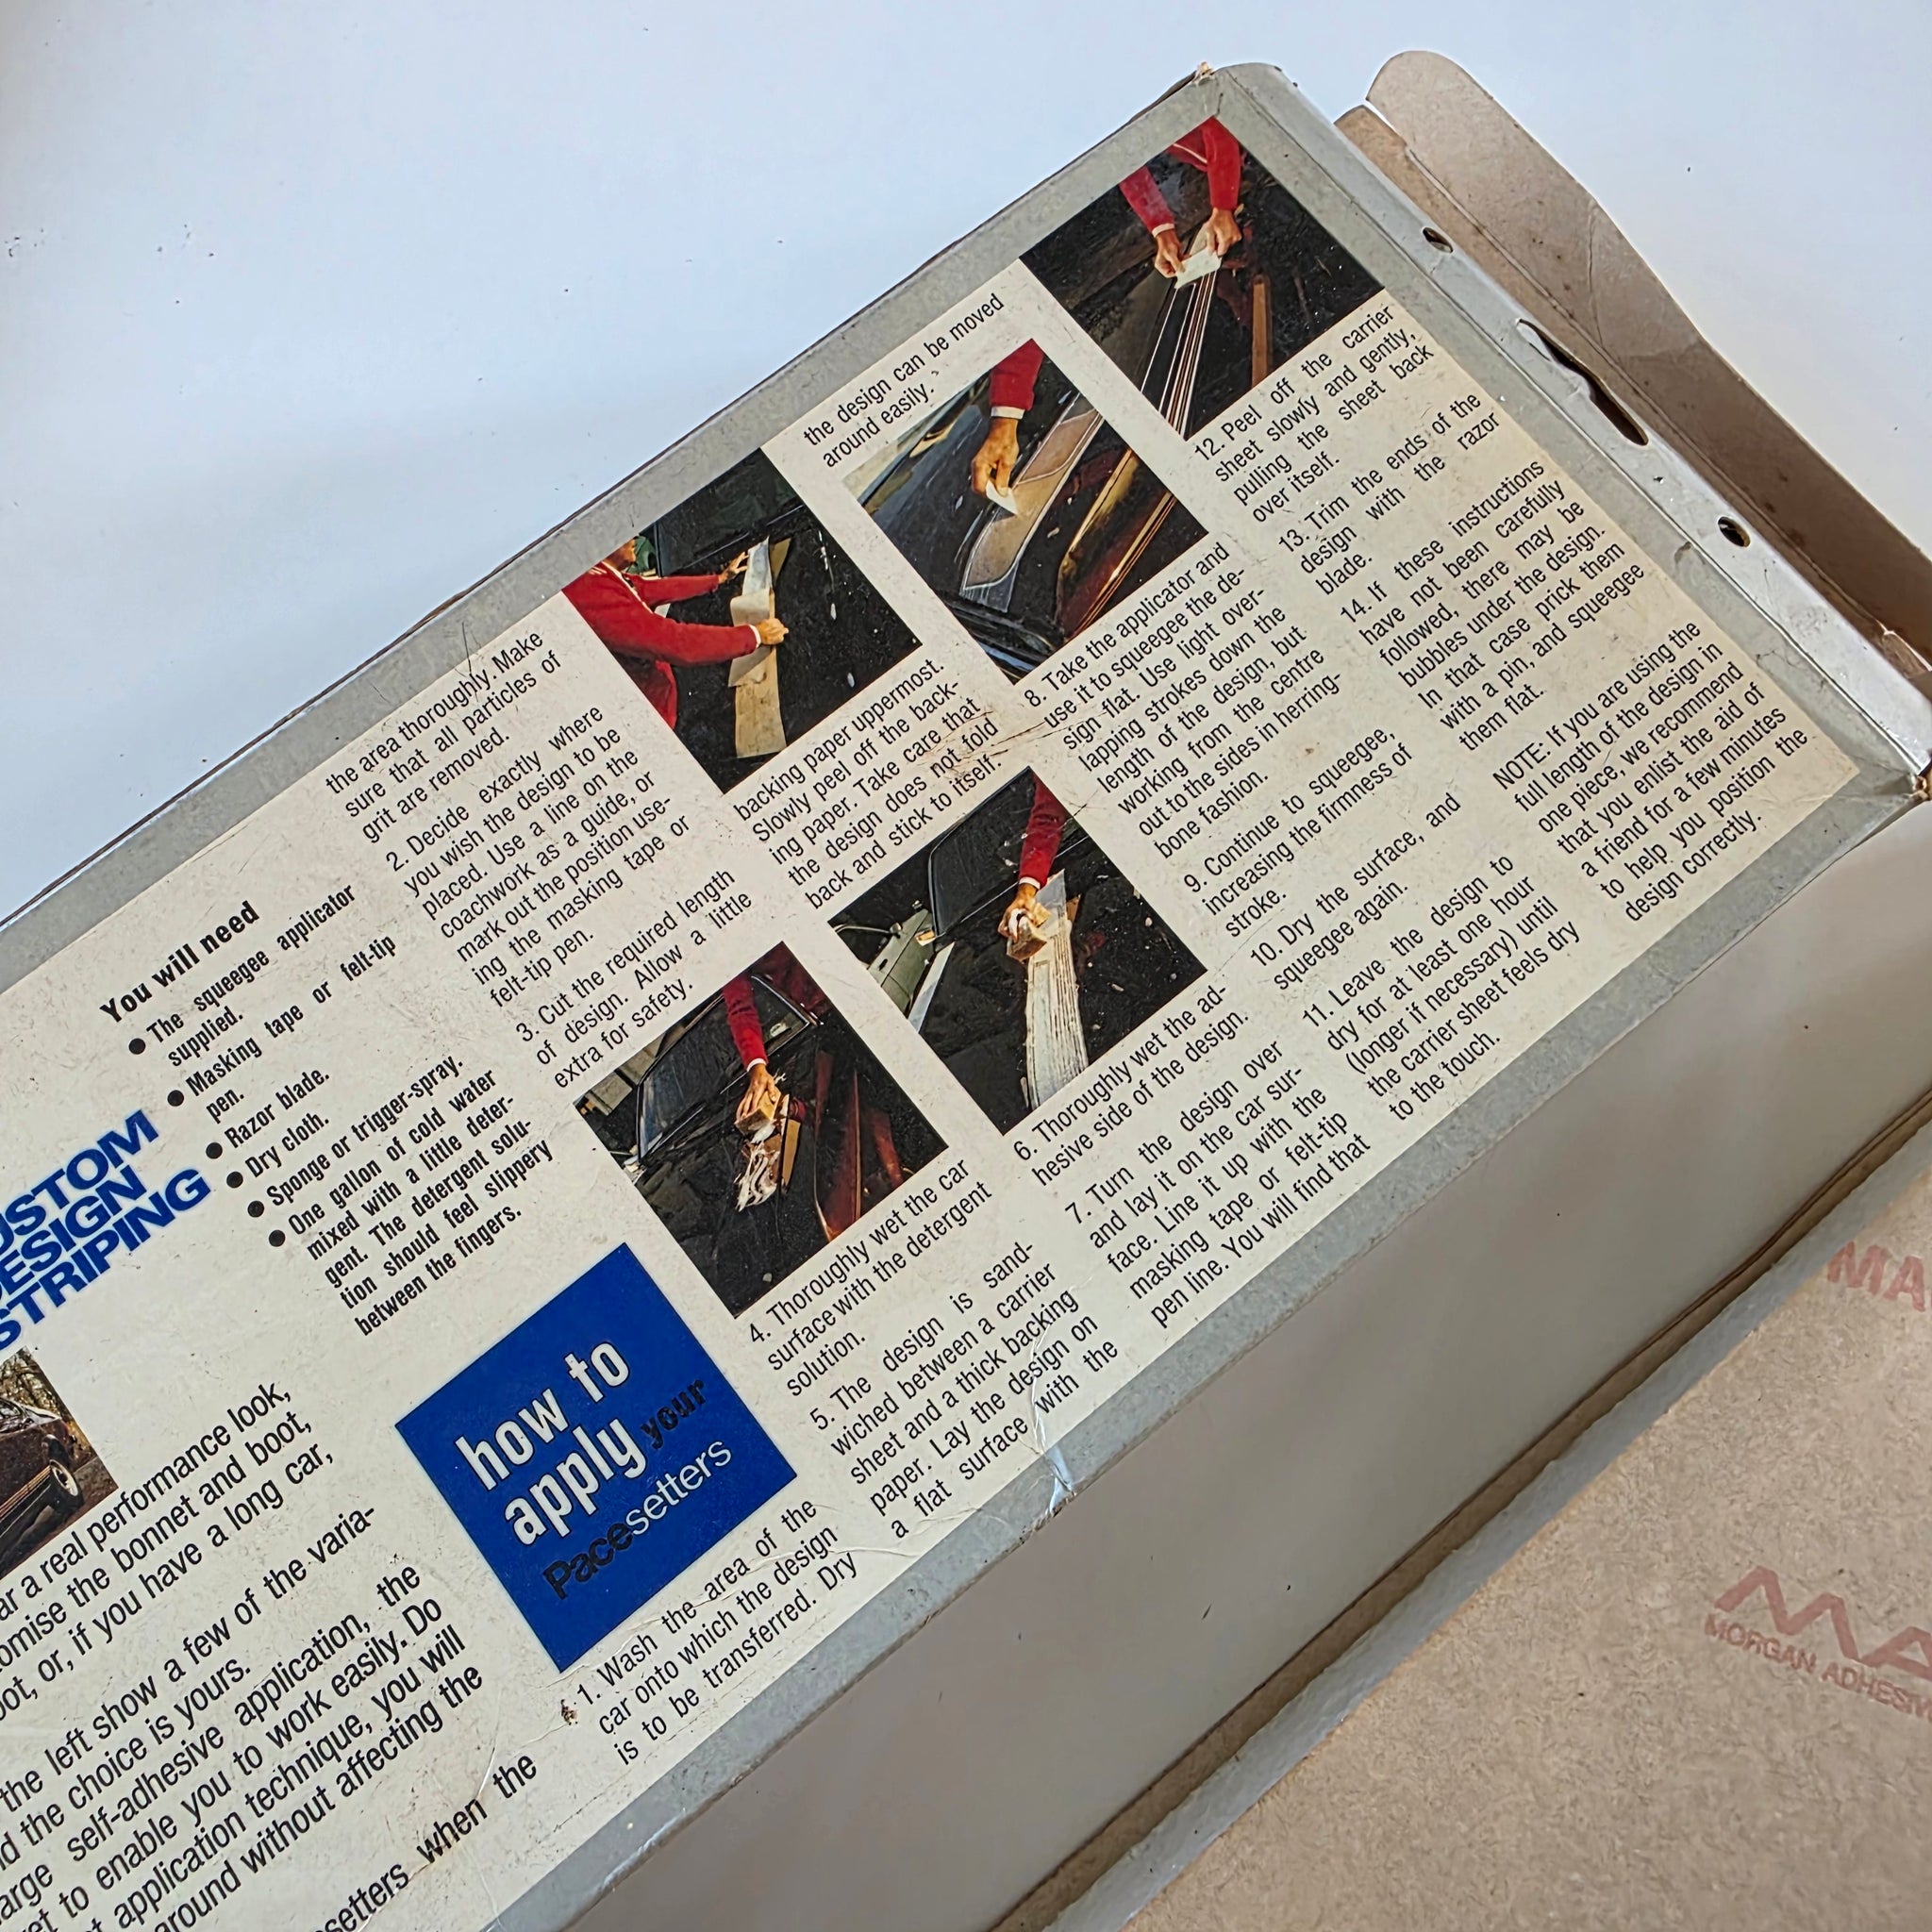 USTOM
DESIGN
STRIPING
ar a real performance look,
omise the bonnet and boot,
oot, or, if you have a long car,
the left show a few of the varia-
d the choice is yours.
arge self-adhesive application, the
et to enable you to work easily. Do
t application technique, you will
around without affecting the
setters when the
You will need
● The squeegee applicator
supplied.
● Masking tape or felt-tip
pen.
● Razor blade.
● Dry cloth.
● Sponge or trigger-spray.
● One gallon of cold water
mixed with a little deter-
gent. The detergent solu-
tion should feel slippery
between the fingers.
how to
apply your
Pacesetters
1. Wash the area of the
car onto which the design
is to be transferred. Dry
the area thoroughly. Make
sure that all particles of
grit are removed.
2. Decide exactly where
you wish the design to be
placed. Use a line on the
coachwork as a guide, or
mark out the position use-
ing the masking tape or
felt-tip pen.
3. Cut the required length
of design. Allow a little
extra for safety.
4. Thoroughly wet the car
surface with the detergent
solution.
5. The design is sand-
wiched between a carrier
sheet and a thick backing
paper. Lay the design on
a flat surface with the
backing paper uppermost.
Slowly peel off the back-
ing paper. Take care that
the design does not fold
back and stick to itself.
6. Thoroughly wet the ad-
hesive side of the design.
7. Turn the design over
and lay it on the car sur-
face. Line it up with the
masking tape or felt-tip
pen line. You will find that
the design can be moved
around easily.
8. Take the applicator and
use it to squeegee the de-
sign flat. Use light over-
lapping strokes down the
length of the design, but
working from the centre
out to the sides in herring-
bone fashion.
9. Continue to squeegee,
increasing the firmness of
stroke.
10. Dry the surface, and
squeegee again.
11. Leave the design to
dry for at least one hour
(longer if necessary) until
the carrier sheet feels dry
to the touch.
12. Peel off the carrier
sheet slowly and gently,
pulling the sheet back
over itself.
13. Trim the ends of the
design with the razor
blade.
14. If these instructions
have not been carefully
followed, there may be
bubbles under the design.
In that case prick them
with a pin, and squeegee
them flat.
NOTE: If you are using the
full length of the design in
one piece, we recommend
that you enlist the aid of
a friend for a few minutes
to help you position the
design correctly.
MA
MA
MORGAN ADHESIV